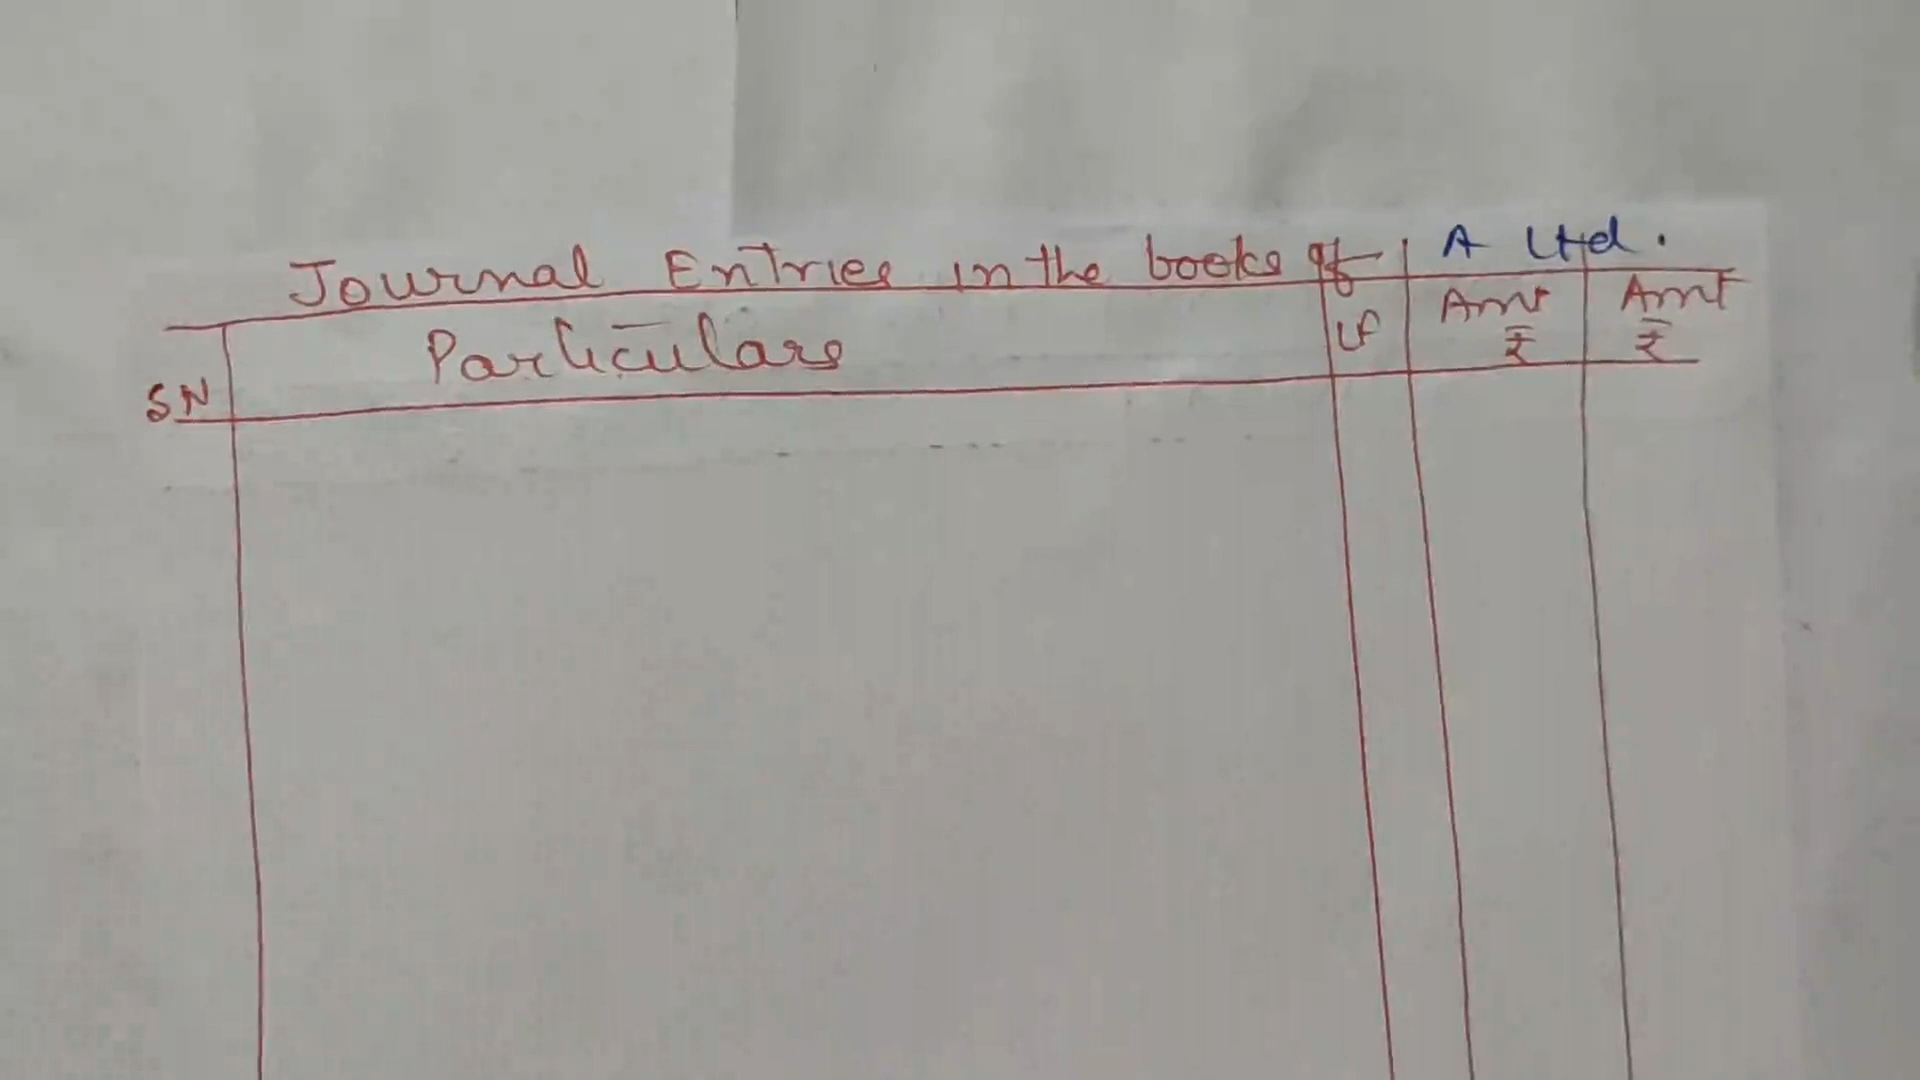 Journal Entries in the books of A Ltd.
SN Particulars LF Amt ₹ Amt ₹